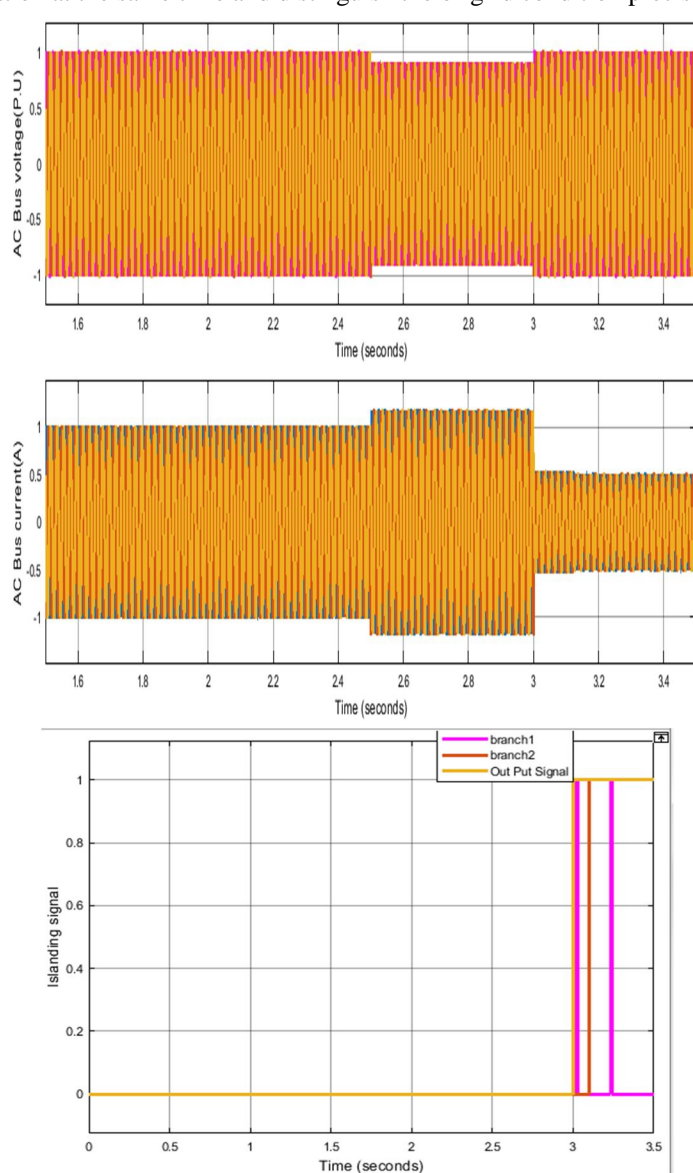 AC Bus voltage(P.U)
1
0.5
0
-0.5
-1
1.6 1.8 2 2.2 2.4 2.6 2.8 3 3.2 3.4
Time (seconds)
AC Bus current(A)
1
0.5
0
-0.5
-1
1.6 1.8 2 2.2 2.4 2.6 2.8 3 3.2 3.4
Time (seconds)
branch1
branch2
Out Put Signal
Islanding signal
1
0.8
0.6
0.4
0.2
0
0 0.5 1 1.5 2 2.5 3 3.5
Time (seconds)